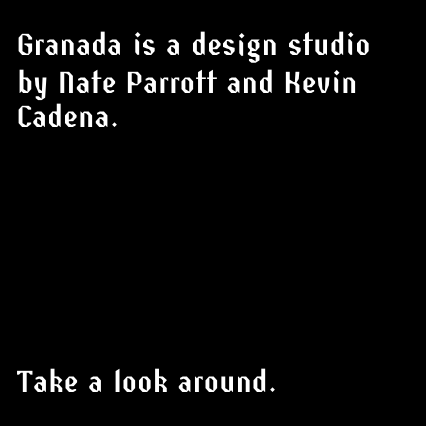 Granada is a design studio
by Nate Parrott and Kevin
Cadena.
Take a look around.